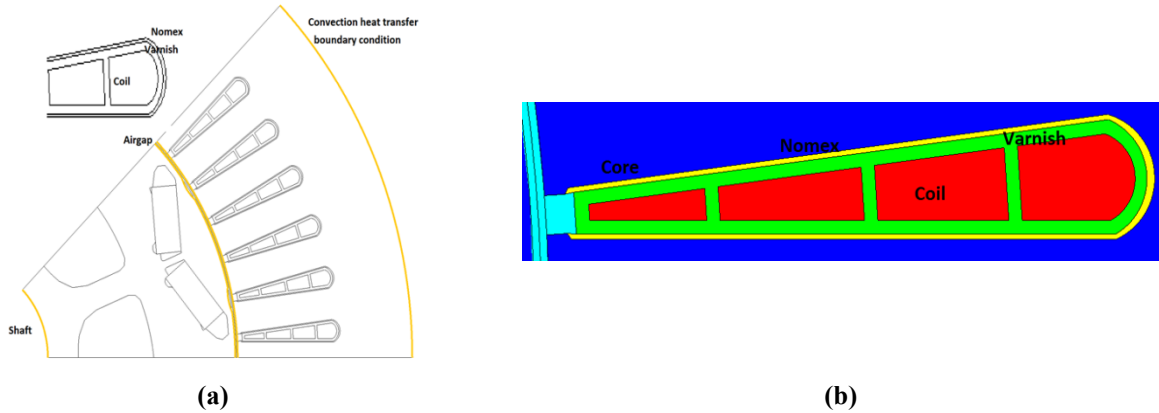 Nomex
Varnish
Coil
Convection heat transfer
boundary condition
Airgap
Shaft
(a)
Nomex
Varnish
Core
Coil
(b)